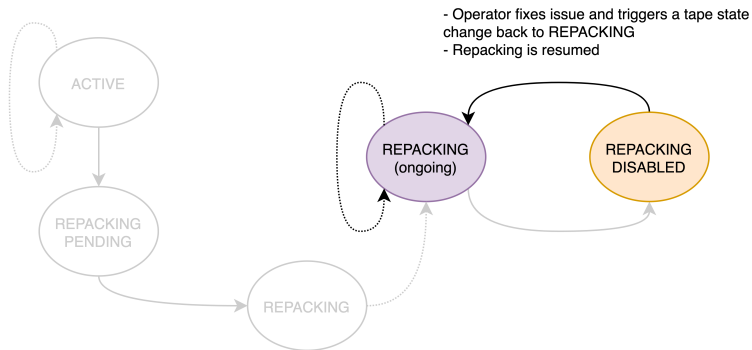 - Operator fixes issue and triggers a tape state
change back to REPACKING
- Repacking is resumed
ACTIVE
REPACKING
(ongoing)
REPACKING
DISABLED
REPACKING
PENDING
REPACKING